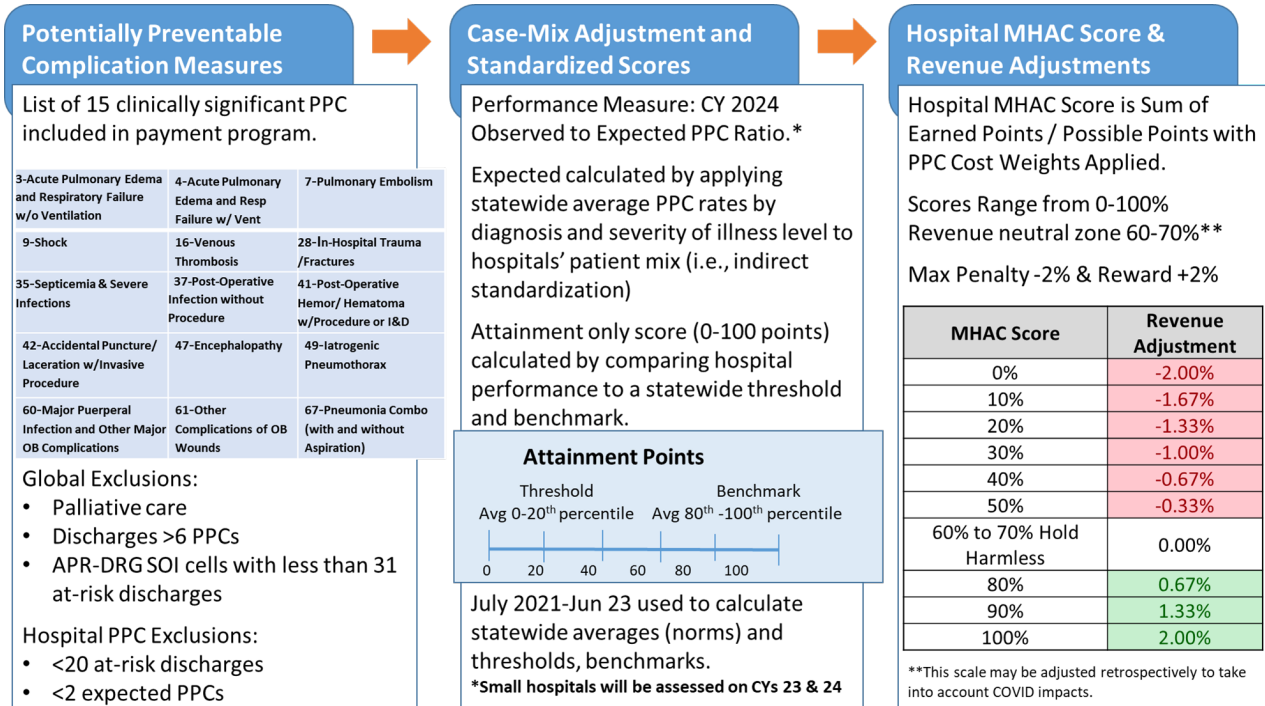 Potentially Preventable
Complication Measures
List of 15 clinically significant PPC
included in payment program.
3-Acute Pulmonary Edema
and Respiratory Failure
w/o Ventilation
4-Acute Pulmonary
Edema and Resp
Failure w/ Vent
7-Pulmonary Embolism
9-Shock
16-Venous
Thrombosis
28-In-Hospital Trauma
/Fractures
35-Septicemia & Severe
Infections
37-Post-Operative
Infection without
Procedure
41-Post-Operative
Hemor/ Hematoma
w/Procedure or I&D
42-Accidental Puncture/
Laceration w/Invasive
Procedure
47-Encephalopathy
49-Iatrogenic
Pneumothorax
60-Major Puerperal
Infection and Other Major
OB Complications
61-Other
Complications of OB
Wounds
67-Pneumonia Combo
(with and without
Aspiration)
Global Exclusions:
• Palliative care
• Discharges >6 PPCs
• APR-DRG SOI cells with less than 31
at-risk discharges
Hospital PPC Exclusions:
• <20 at-risk discharges
• <2 expected PPCs
Case-Mix Adjustment and
Standardized Scores
Performance Measure: CY 2024
Observed to Expected PPC Ratio.*
Expected calculated by applying
statewide average PPC rates by
diagnosis and severity of illness level to
hospitals' patient mix (i.e., indirect
standardization)
Attainment only score (0-100 points)
calculated by comparing hospital
performance to a statewide threshold
and benchmark.
Attainment Points
Threshold Benchmark
Avg 0-20th percentile Avg 80th -100th percentile
0 20 40 60 80 100
July 2021-Jun 23 used to calculate
statewide averages (norms) and
thresholds, benchmarks.
*Small hospitals will be assessed on CYs 23 & 24
Hospital MHAC Score &
Revenue Adjustments
Hospital MHAC Score is Sum of
Earned Points / Possible Points with
PPC Cost Weights Applied.
Scores Range from 0-100%
Revenue neutral zone 60-70%**
Max Penalty -2% & Reward +2%
MHAC Score Revenue
Adjustment
0% -2.00%
10% -1.67%
20% -1.33%
30% -1.00%
40% -0.67%
50% -0.33%
60% to 70% Hold
Harmless 0.00%
80% 0.67%
90% 1.33%
100% 2.00%
**This scale may be adjusted retrospectively to take
into account COVID impacts.